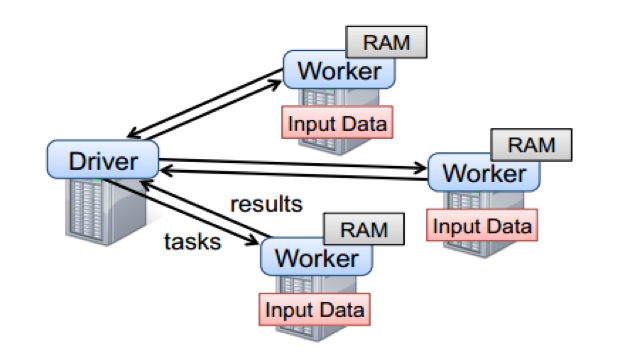 RAM
Worker
Input Data
Driver
RAM
Worker
Input Data
results
tasks
RAM
Worker
Input Data